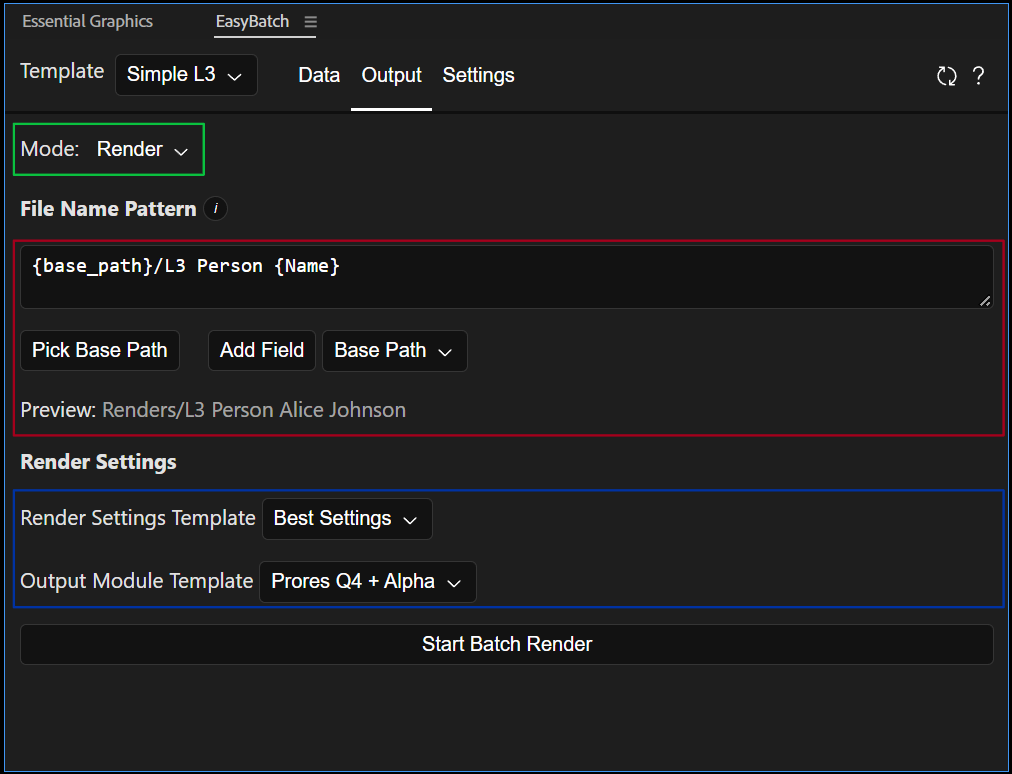 Essential Graphics EasyBatch
Template Simple L3 Data Output Settings ?
Mode: Render
File Name Pattern i
{base_path}/L3 Person {Name}
Pick Base Path Add Field Base Path
Preview: Renders/L3 Person Alice Johnson
Render Settings
Render Settings Template Best Settings
Output Module Template Prores Q4 + Alpha
Start Batch Render